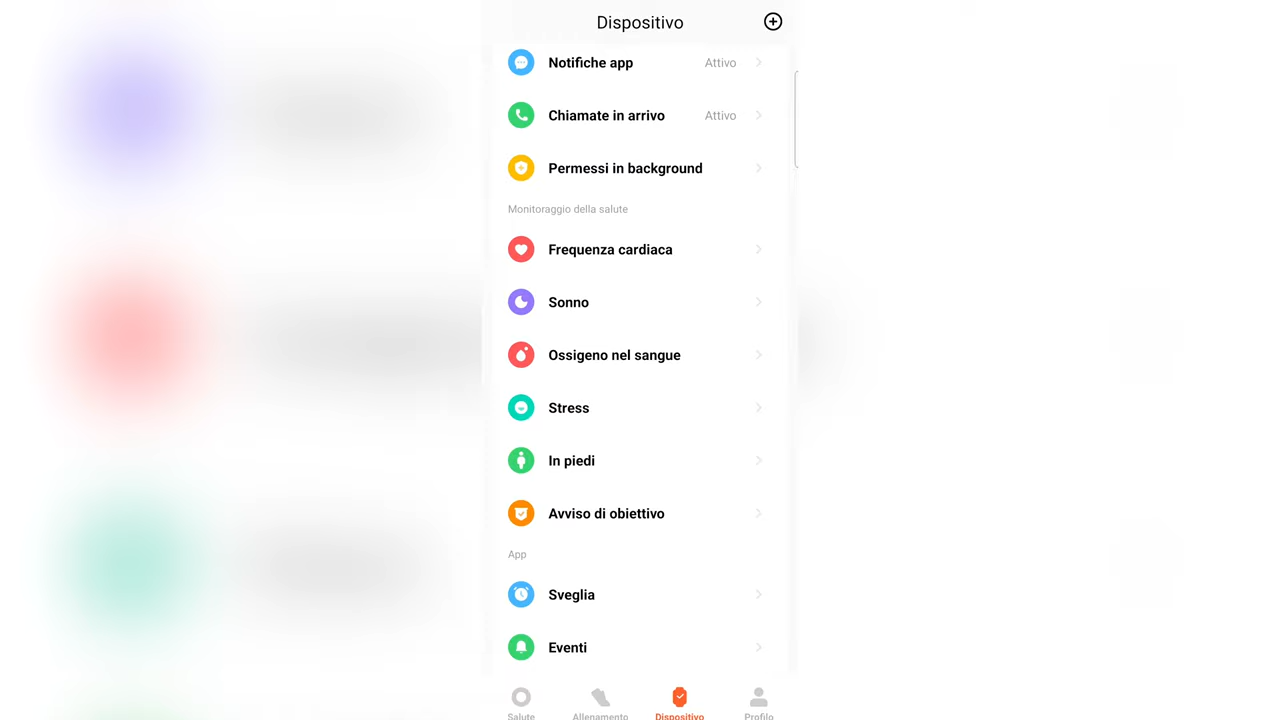 Dispositivo
Notifiche app Attivo
Chiamate in arrivo Attivo
Permessi in background
Monitoraggio della salute
Frequenza cardiaca
Sonno
Ossigeno nel sangue
Stress
In piedi
Avviso di obiettivo
App
Sveglia
Eventi
Salute Allenamento Dispositivo Profilo